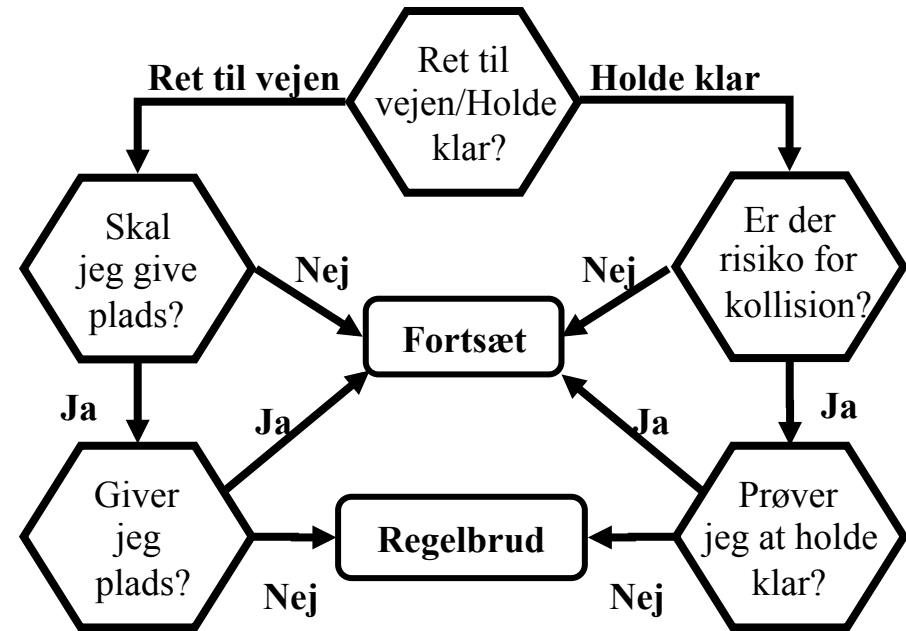 Ret til
vejen/Holde
klar?
Ret til vejen
Holde klar
Skal
jeg give
plads?
Er der
risiko for
kollision?
Nej
Nej
Fortsæt
Ja
Ja
Ja
Ja
Giver
jeg
plads?
Regelbrud
Prøver
jeg at holde
klar?
Nej
Nej